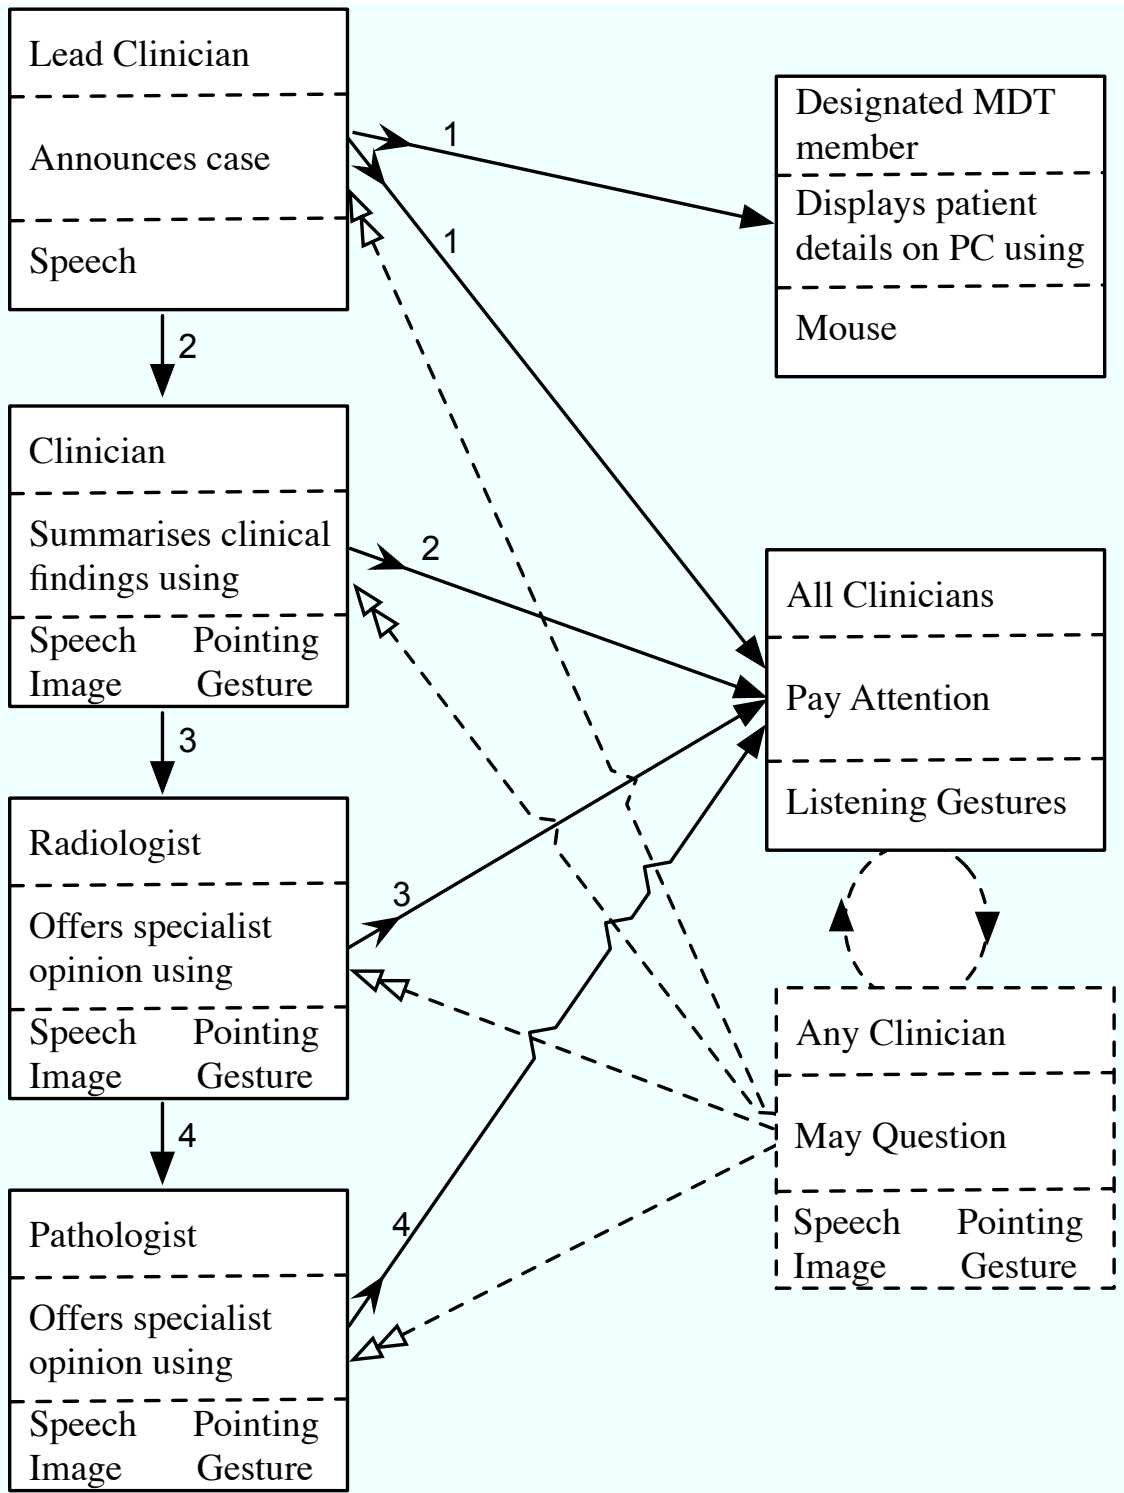 Lead Clinician
Announces case
Speech
1
1
Designated MDT
member
Displays patient
details on PC using
Mouse
2
Clinician
Summarises clinical
findings using
Speech Pointing
Image Gesture
2
All Clinicians
Pay Attention
Listening Gestures
3
Radiologist
Offers specialist
opinion using
Speech Pointing
Image Gesture
3
Any Clinician
May Question
Speech Pointing
Image Gesture
4
Pathologist
Offers specialist
opinion using
Speech Pointing
Image Gesture
4